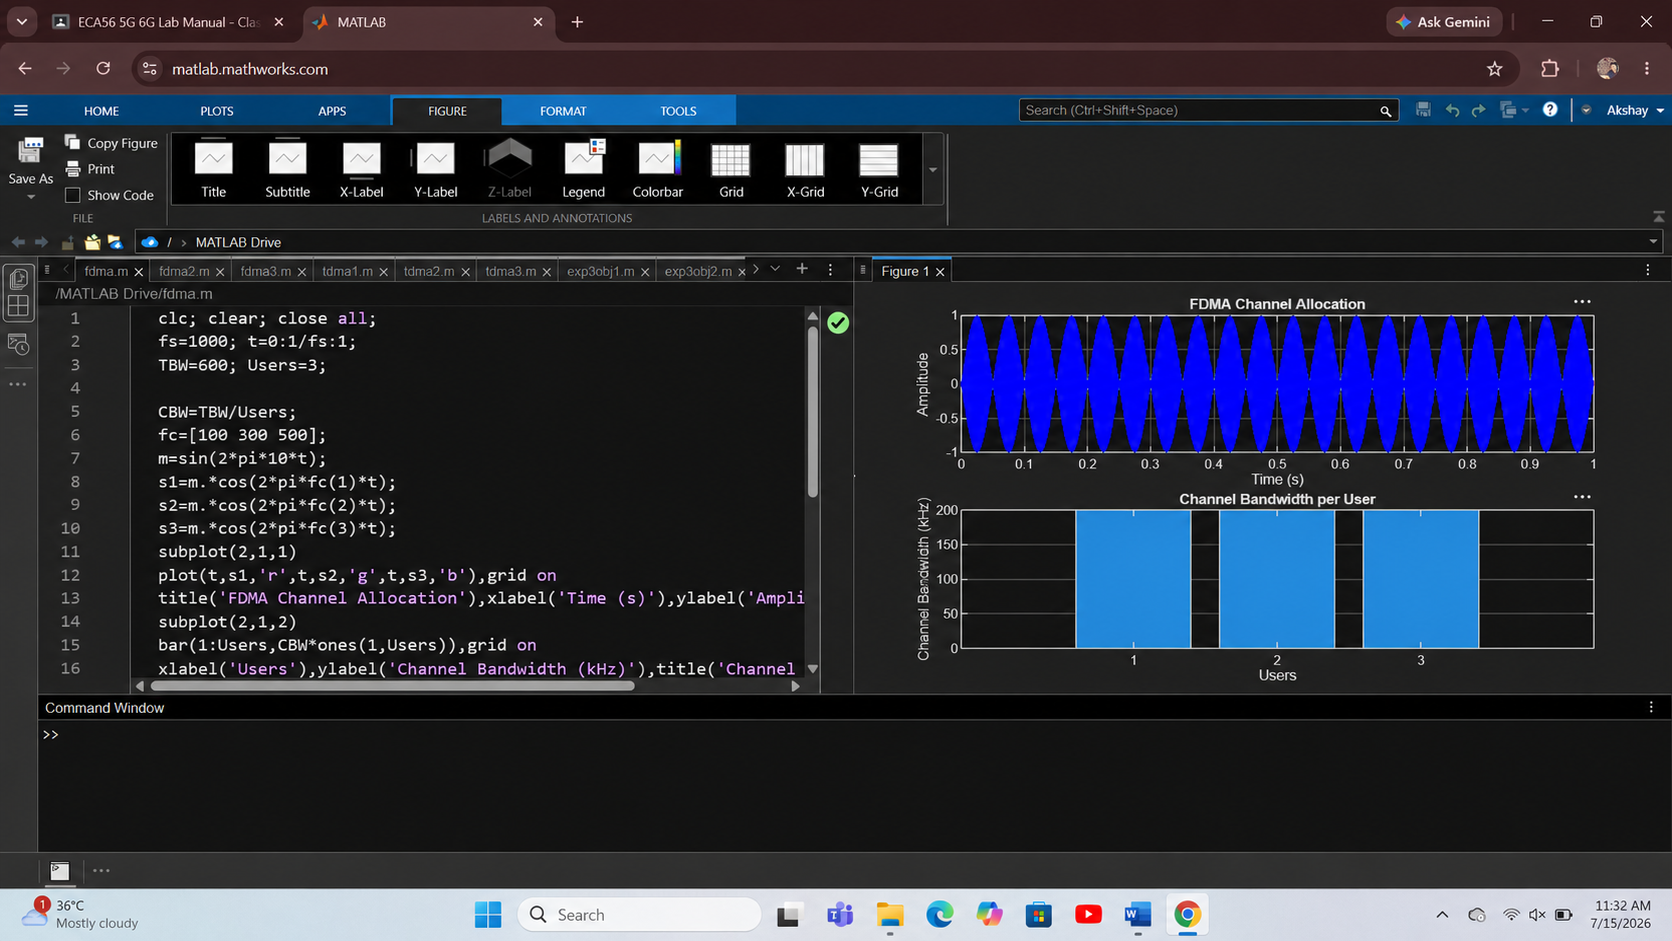 ECA56 5G 6G Lab Manual - Clas
MATLAB
Ask Gemini
matlab.mathworks.com
HOME
PLOTS
APPS
FIGURE
FORMAT
TOOLS
Search (Ctrl+Shift+Space)
Akshay
Save As
Copy Figure
Print
Show Code
FILE
Title
Subtitle
X-Label
Y-Label
Z-Label
Legend
Colorbar
Grid
X-Grid
Y-Grid
LABELS AND ANNOTATIONS
/ › MATLAB Drive
fdma.m
fdma2.m
fdma3.m
tdma1.m
tdma2.m
tdma3.m
exp3obj1.m
exp3obj2.m
/MATLAB Drive/fdma.m
1 clc; clear; close all;
2 fs=1000; t=0:1/fs:1;
3 TBW=600; Users=3;
4
5 CBW=TBW/Users;
6 fc=[100 300 500];
7 m=sin(2*pi*10*t);
8 s1=m.*cos(2*pi*fc(1)*t);
9 s2=m.*cos(2*pi*fc(2)*t);
10 s3=m.*cos(2*pi*fc(3)*t);
11 subplot(2,1,1)
12 plot(t,s1,'r',t,s2,'g',t,s3,'b'),grid on
13 title('FDMA Channel Allocation'),xlabel('Time (s)'),ylabel('Ampli
14 subplot(2,1,2)
15 bar(1:Users,CBW*ones(1,Users)),grid on
16 xlabel('Users'),ylabel('Channel Bandwidth (kHz)'),title('Channel
Figure 1
FDMA Channel Allocation
Amplitude
1
0.5
0
-0.5
-1
0 0.1 0.2 0.3 0.4 0.5 0.6 0.7 0.8 0.9 1
Time (s)
Channel Bandwidth per User
Channel Bandwidth (kHz)
200
150
100
50
0
1 2 3
Users
Command Window
>>
1
36°C
Mostly cloudy
Search
11:32 AM
7/15/2026